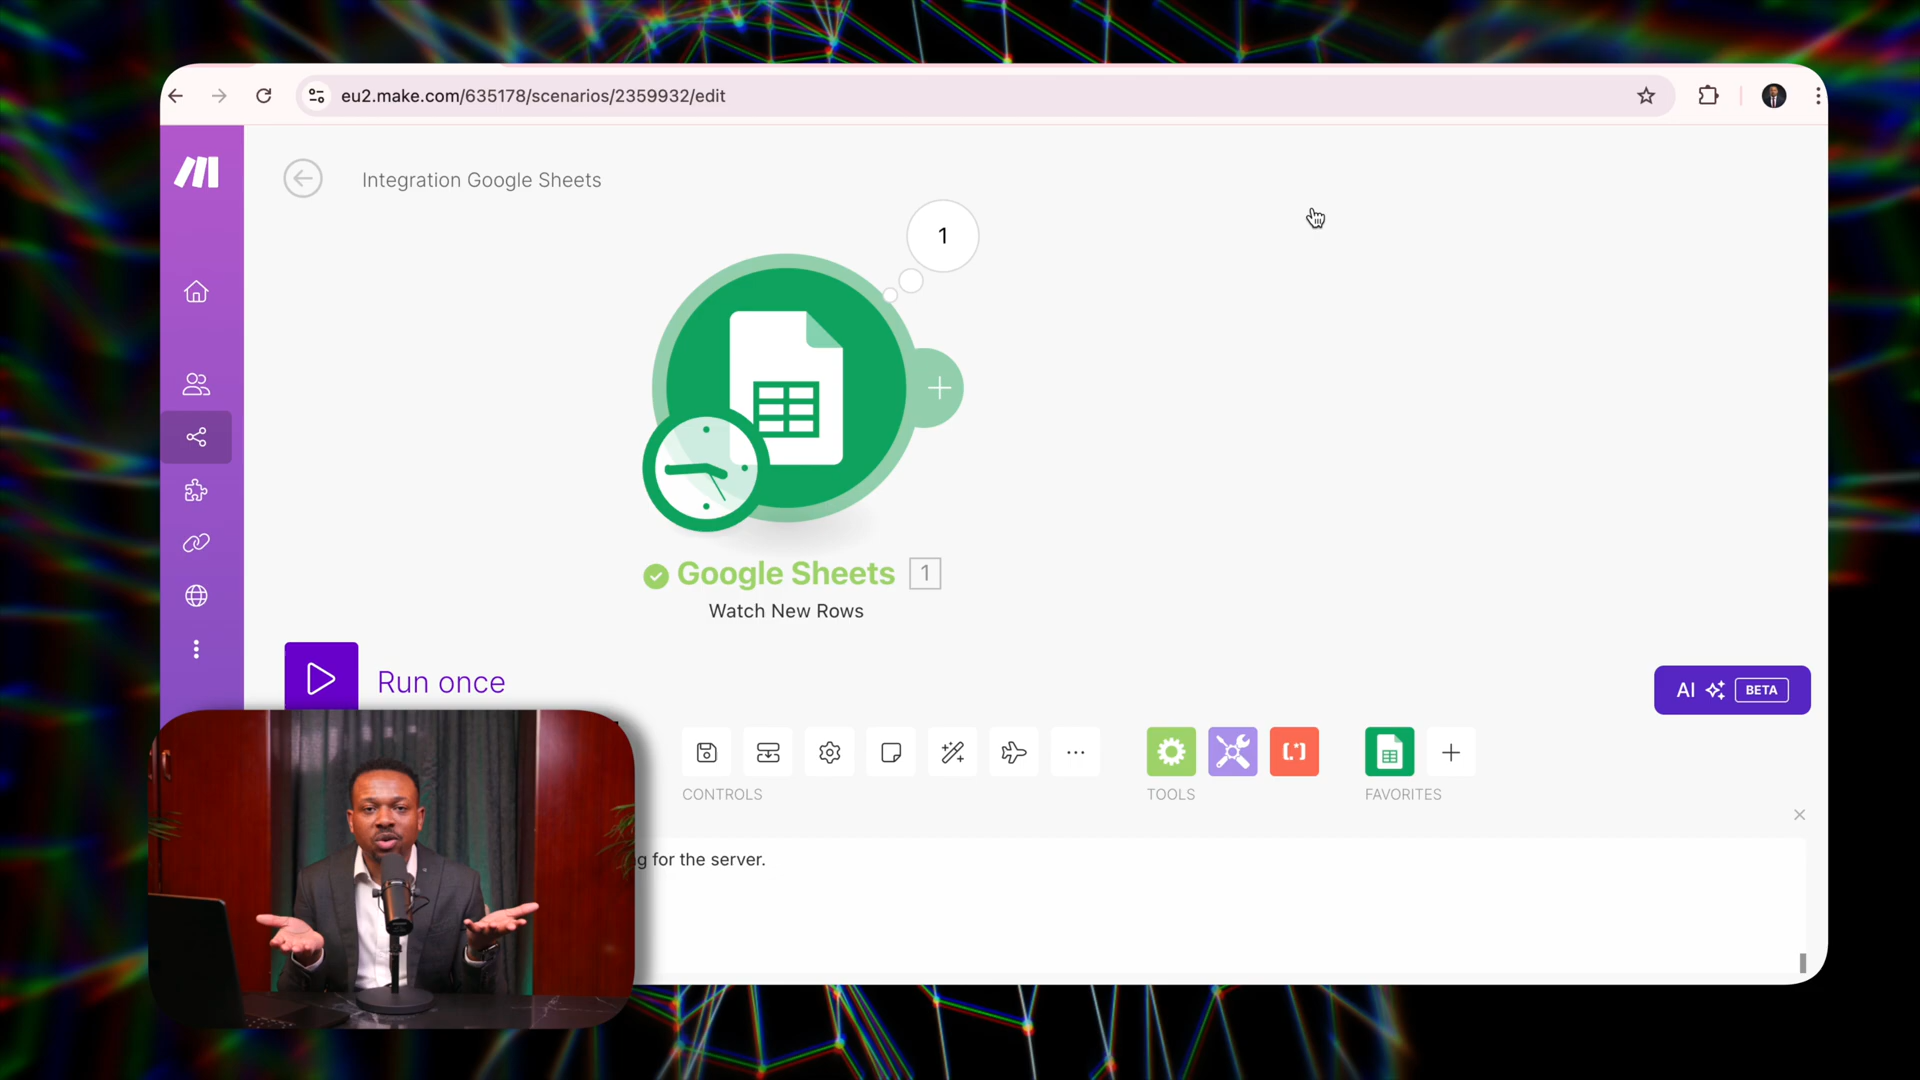 eu2.make.com/635178/scenarios/2359932/edit
Integration Google Sheets
1
Google Sheets 1
Watch New Rows
Run once
AI BETA
CONTROLS
TOOLS
FAVORITES
for the server.